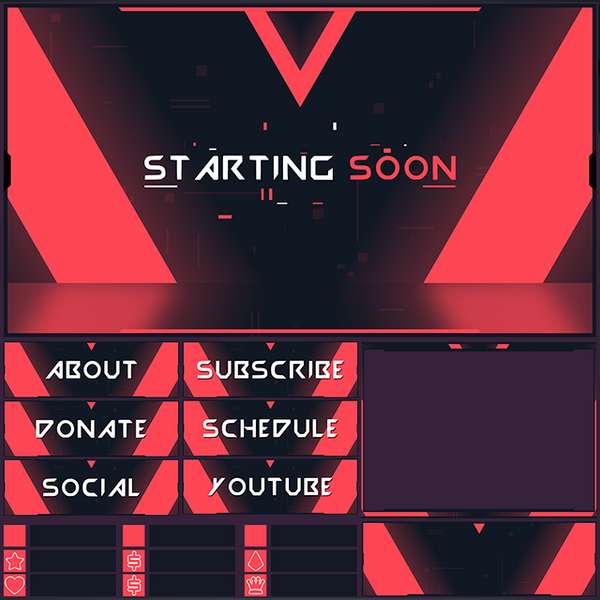 STARTING SOON
ABOUT
SUBSCRIBE
DONATE
SCHEDULE
SOCIAL
YOUTUBE
$
$